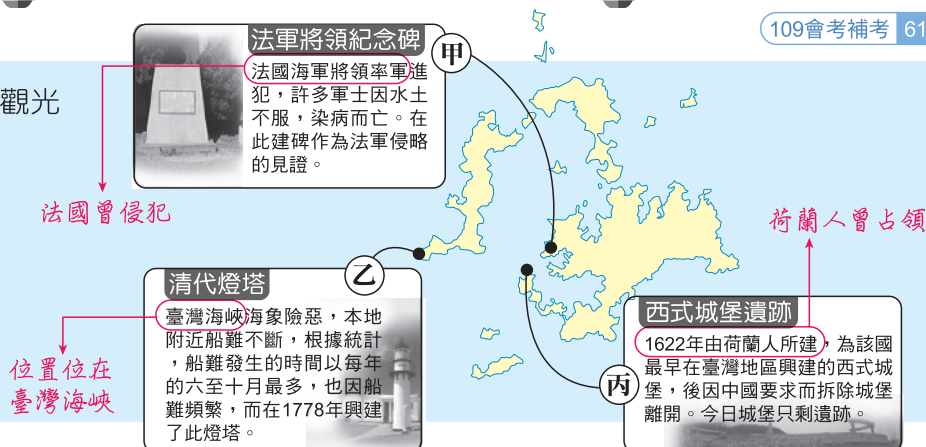 109會考補考 61
觀光
法軍將領紀念碑
甲
法國海軍將領率軍進
犯，許多軍士因水土
不服，染病而亡。在
此建碑作為法軍侵略
的見證。
法國曾侵犯
荷蘭人曾占領
清代燈塔
乙
臺灣海峽海象險惡，本地
附近船難不斷，根據統計
，船難發生的時間以每年
的六至十月最多，也因船
難頻繁，而在1778年興建
了此燈塔。
位置位在
臺灣海峽
西式城堡遺跡
丙
1622年由荷蘭人所建，為該國
最早在臺灣地區興建的西式城
堡，後因中國要求而拆除城堡
離開。今日城堡只剩遺跡。